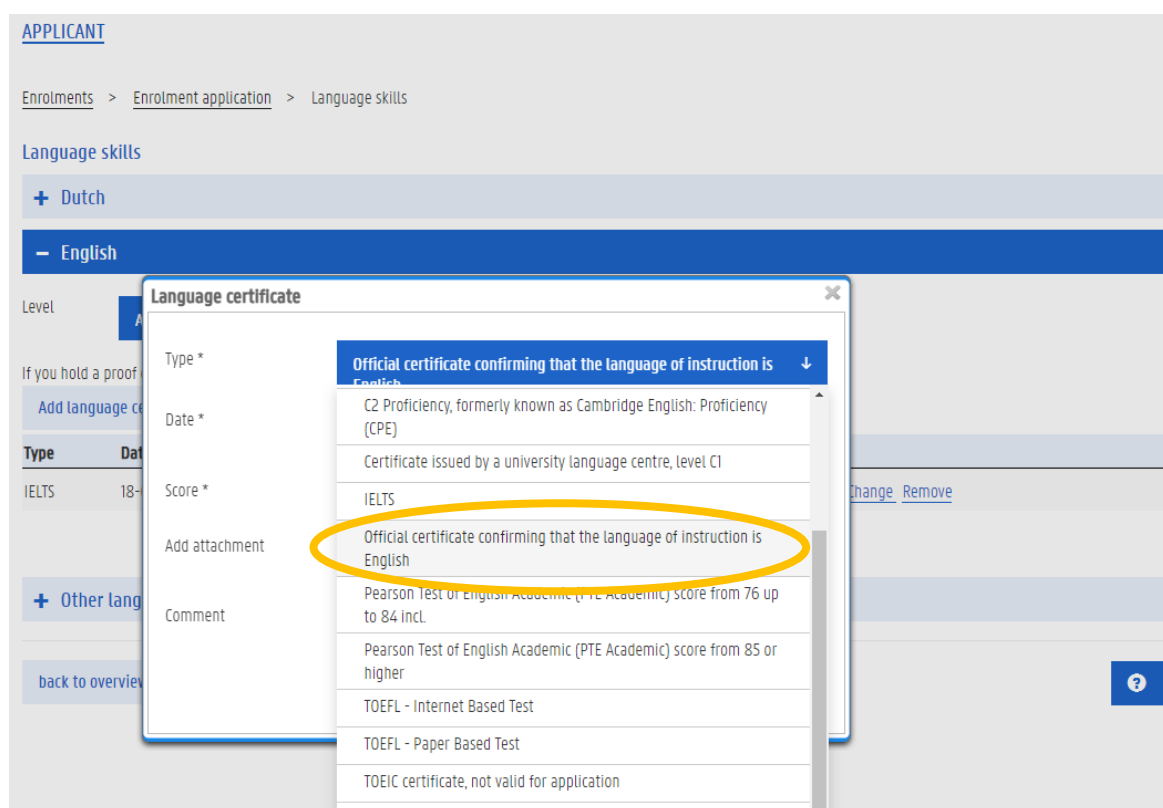 APPLICANT
Enrolments > Enrolment application > Language skills
Language skills
+ Dutch
− English
Level
Language certificate
Type *
Official certificate confirming that the language of instruction is
English
If you hold a proof
Add language ce
Date *
C2 Proficiency, formerly known as Cambridge English: Proficiency
(CPE)
Certificate issued by a university language centre, level C1
Type Dat
IELTS 18-
Score *
IELTS
Change Remove
Add attachment
Official certificate confirming that the language of instruction is
English
+ Other lang
Comment
Pearson Test of English Academic (PTE Academic) score from 76 up
to 84 incl.
Pearson Test of English Academic (PTE Academic) score from 85 or
higher
back to overview
TOEFL - Internet Based Test
TOEFL - Paper Based Test
TOEIC certificate, not valid for application